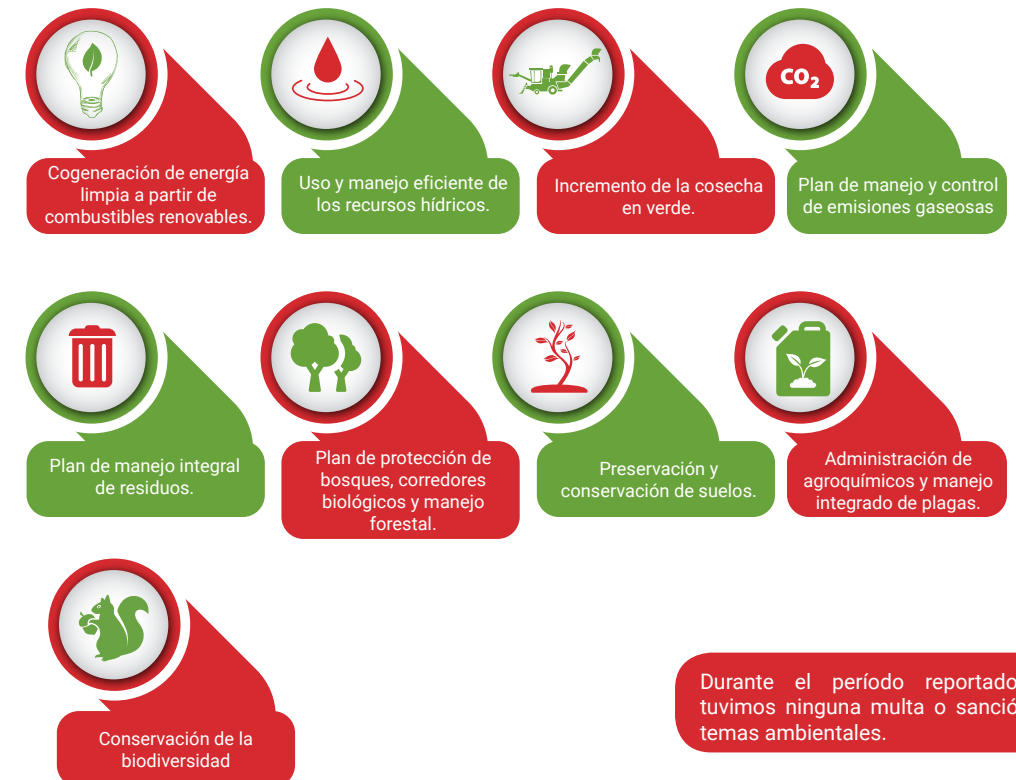 Cogeneración de energía
limpia a partir de
combustibles renovables.
Uso y manejo eficiente de
los recursos hídricos.
Incremento de la cosecha
en verde.
CO₂
Plan de manejo y control
de emisiones gaseosas
Plan de manejo integral
de residuos.
Plan de protección de
bosques, corredores
biológicos y manejo
forestal.
Preservación y
conservación de suelos.
Administración de
agroquímicos y manejo
integrado de plagas.
Conservación de la
biodiversidad
Durante el período reportado
tuvimos ninguna multa o sanció
temas ambientales.